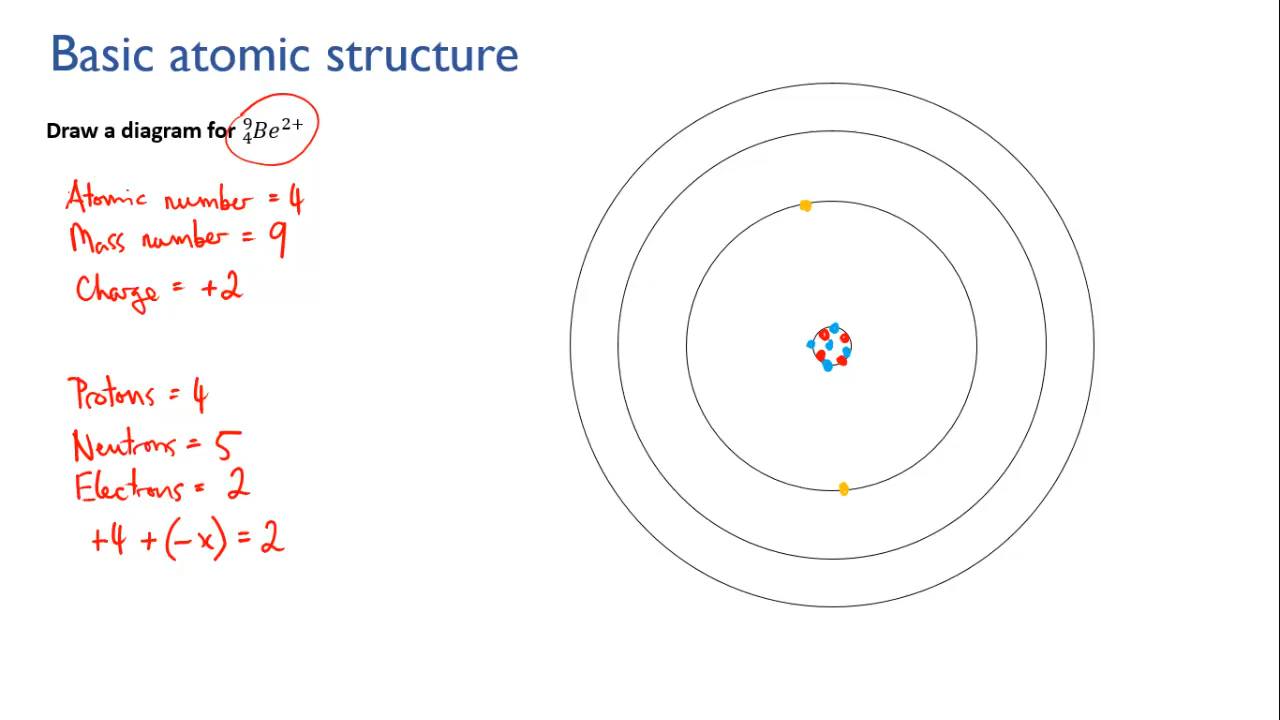 Basic atomic structure
Draw a diagram for ⁹₄Be²⁺
Atomic number = 4
Mass number = 9
Charge = +2
Protons = 4
Neutrons = 5
Electrons = 2
+4 + (-x) = 2